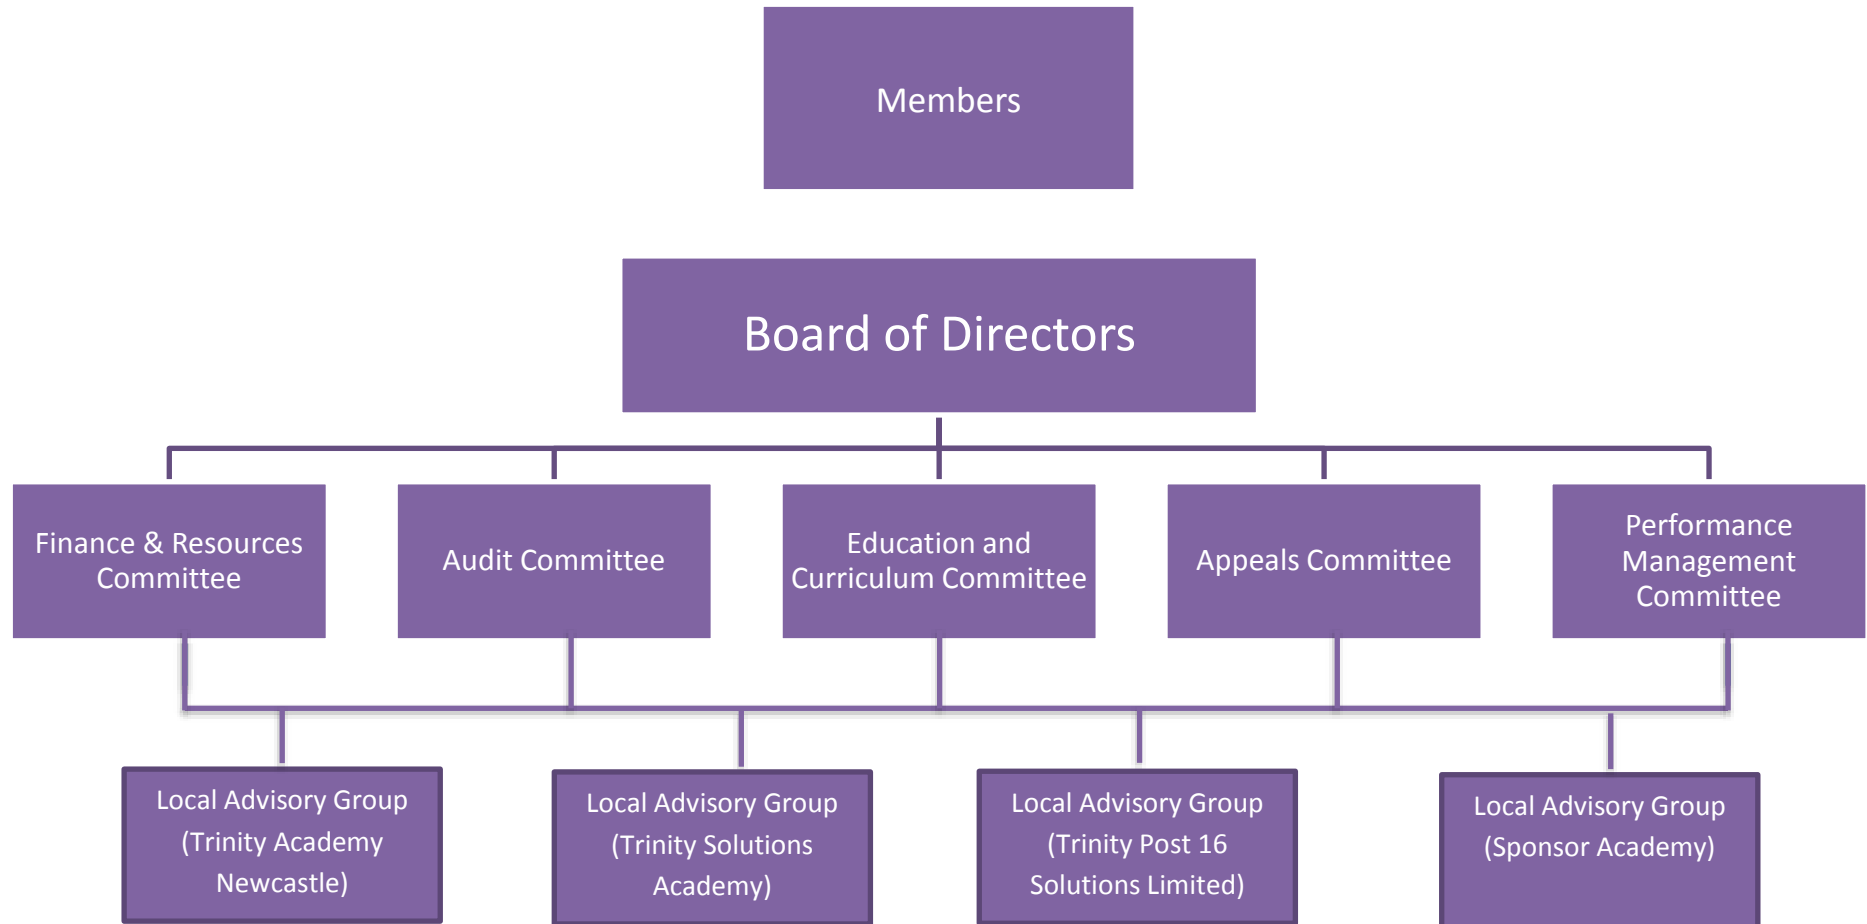 Members
Board of Directors
Finance & Resources
Committee
Audit Committee
Education and
Curriculum Committee
Appeals Committee
Performance
Management
Committee
Local Advisory Group
(Trinity Academy
Newcastle)
Local Advisory Group
(Trinity Solutions
Academy)
Local Advisory Group
(Trinity Post 16
Solutions Limited)
Local Advisory Group
(Sponsor Academy)